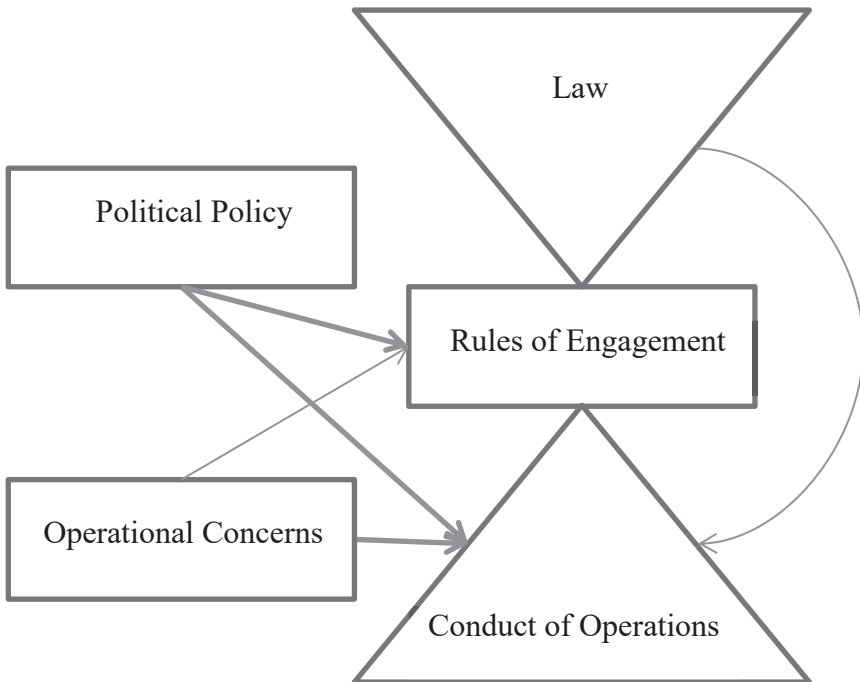 Law
Political Policy
Rules of Engagement
Operational Concerns
Conduct of Operations